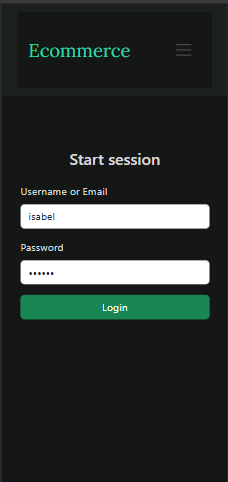 Ecommerce
Start session
Username or Email
isabel
Password
••••••
Login